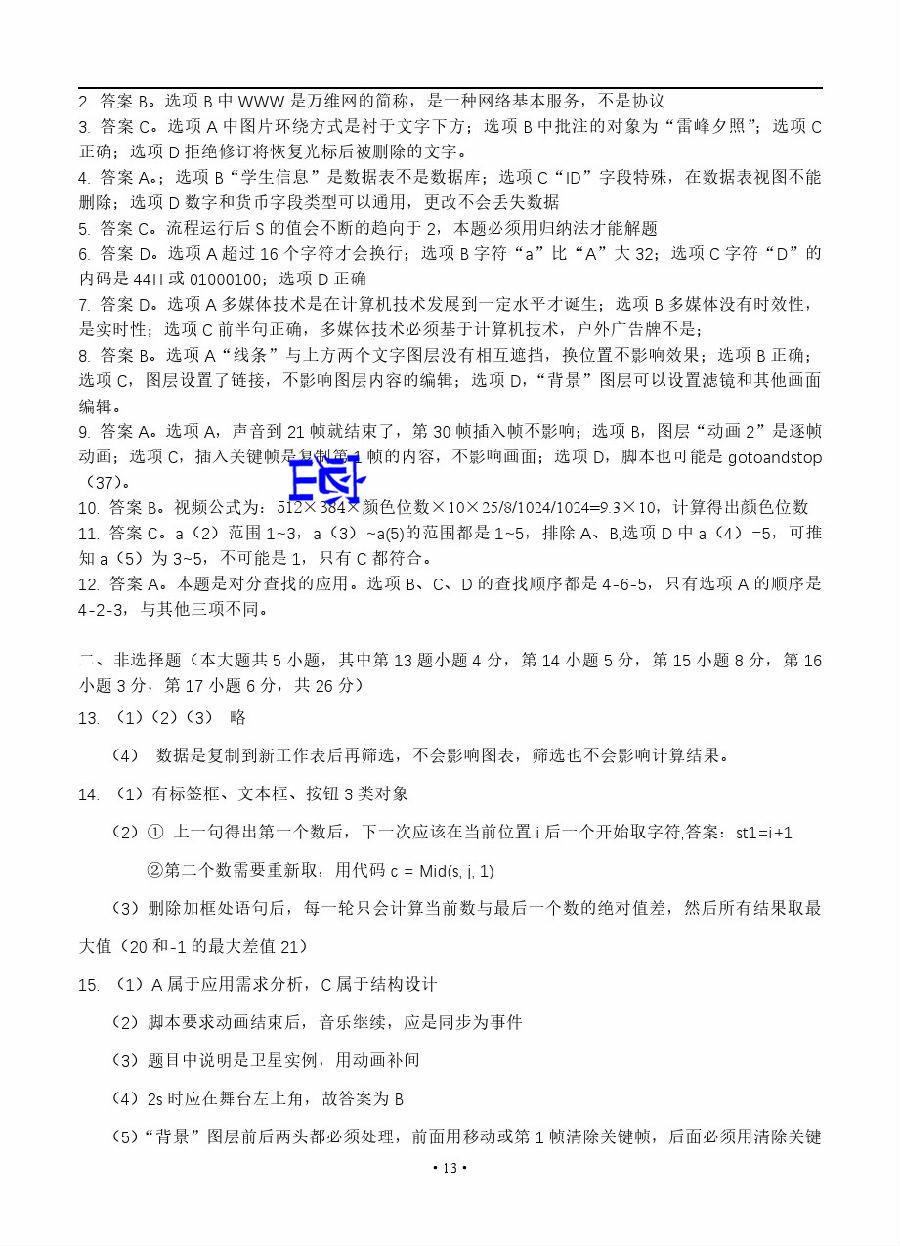 2. 答案 B。选项 B 中 WWW 是万维网的简称，是一种网络基本服务，不是协议
3. 答案 C。选项 A 中图片环绕方式是衬于文字下方；选项 B 中批注的对象为“雷峰夕照”；选项 C
正确；选项 D 拒绝修订将恢复光标后被删除的文字。
4. 答案 A。；选项 B“学生信息”是数据表不是数据库；选项 C“ID”字段特殊，在数据表视图不能
删除；选项 D 数字和货币字段类型可以通用，更改不会丢失数据
5. 答案 C。流程运行后 S 的值会不断的趋向于 2，本题必须用归纳法才能解题
6. 答案 D。选项 A 超过 16 个字符才会换行；选项 B 字符“a”比“A”大 32；选项 C 字符“D”的
内码是 44H 或 01000100；选项 D 正确
7. 答案 D。选项 A 多媒体技术是在计算机技术发展到一定水平才诞生；选项 B 多媒体没有时效性，
是实时性；选项 C 前半句正确，多媒体技术必须基于计算机技术，户外广告牌不是；
8. 答案 B。选项 A“线条”与上方两个文字图层没有相互遮挡，换位置不影响效果；选项 B 正确；
选项 C，图层设置了链接，不影响图层内容的编辑；选项 D，“背景”图层可以设置滤镜和其他画面
编辑。
9. 答案 A。选项 A，声音到 21 帧就结束了，第 30 帧插入帧不影响；选项 B，图层“动画 2”是逐帧
动画；选项 C，插入关键帧是复制第 1 帧的内容，不影响画面；选项 D，脚本也可能是 gotoandstop
（37）。
10. 答案 B。视频公式为：512×384×颜色位数×10×25/8/1024/1024=9.3×10，计算得出颜色位数
11. 答案 C。a（2）范围 1~3，a（3）~a(5)的范围都是 1~5，排除 A、B,选项 D 中 a（4）=5，可推
知 a（5）为 3~5，不可能是 1，只有 C 都符合。
12. 答案 A。本题是对分查找的应用。选项 B、C、D 的查找顺序都是 4-6-5，只有选项 A 的顺序是
4-2-3，与其他三项不同。
二、非选择题（本大题共 5 小题，其中第 13 题小题 4 分，第 14 小题 5 分，第 15 小题 8 分，第 16
小题 3 分，第 17 小题 6 分，共 26 分）
13. （1）（2）（3） 略
（4） 数据是复制到新工作表后再筛选，不会影响图表，筛选也不会影响计算结果。
14. （1）有标签框、文本框、按钮 3 类对象
（2）① 上一句得出第一个数后，下一次应该在当前位置 i 后一个开始取字符,答案：st1=i+1
②第二个数需要重新取，用代码 c = Mid(s, j, 1)
（3）删除加框处语句后，每一轮只会计算当前数与最后一个数的绝对值差，然后所有结果取最
大值（20 和-1 的最大差值 21）
15. （1）A 属于应用需求分析，C 属于结构设计
（2）脚本要求动画结束后，音乐继续，应是同步为事件
（3）题目中说明是卫星实例，用动画补间
（4）2s 时应在舞台左上角，故答案为 B
（5）“背景”图层前后两头都必须处理，前面用移动或第 1 帧清除关键帧，后面必须用清除关键
· 13 ·